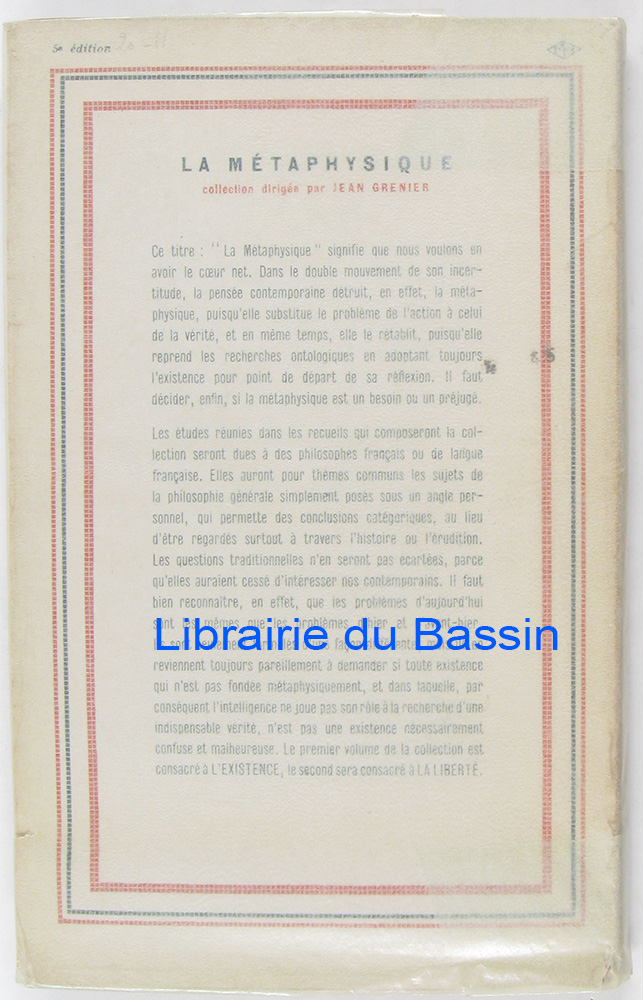 5e édition
LA MÉTAPHYSIQUE
collection dirigée par JEAN GRENIER
Ce titre : " La Métaphysique " signifie que nous voulons en
avoir le cœur net. Dans le double mouvement de son incer-
titude, la pensée contemporaine détruit, en effet, la méta-
physique, puisqu'elle substitue le problème de l'action à celui
de la vérité, et en même temps, elle le rétablit, puisqu'elle
reprend les recherches ontologiques en adoptant toujours
l'existence pour point de départ de sa réflexion. Il faut
décider, enfin, si la métaphysique est un besoin ou un préjugé.
Les études réunies dans les recueils qui composeront la col-
lection seront dues à des philosophes français ou de langue
française. Elles auront pour thèmes communs les sujets de
la philosophie générale simplement posés sous un angle per-
sonnel, qui permette des conclusions catégoriques, au lieu
d'être regardés surtout à travers l'histoire ou l'érudition.
Les questions traditionnelles n'en seront pas écartées, parce
qu'elles auraient cessé d'intéresser nos contemporains. Il faut
bien reconnaître, en effet, que les problèmes d'aujourd'hui
sont les mêmes que les problèmes d'hier et d'avant-hier.
Librairie du Bassin
reviennent toujours pareillement à demander si toute existence
qui n'est pas fondée métaphysiquement, et dans laquelle, par
conséquent l'intelligence ne joue pas son rôle à la recherche d'une
indispensable vérité, n'est pas une existence nécessairement
confuse et malheureuse. Le premier volume de la collection est
consacré à L'EXISTENCE, le second sera consacré à LA LIBERTÉ.